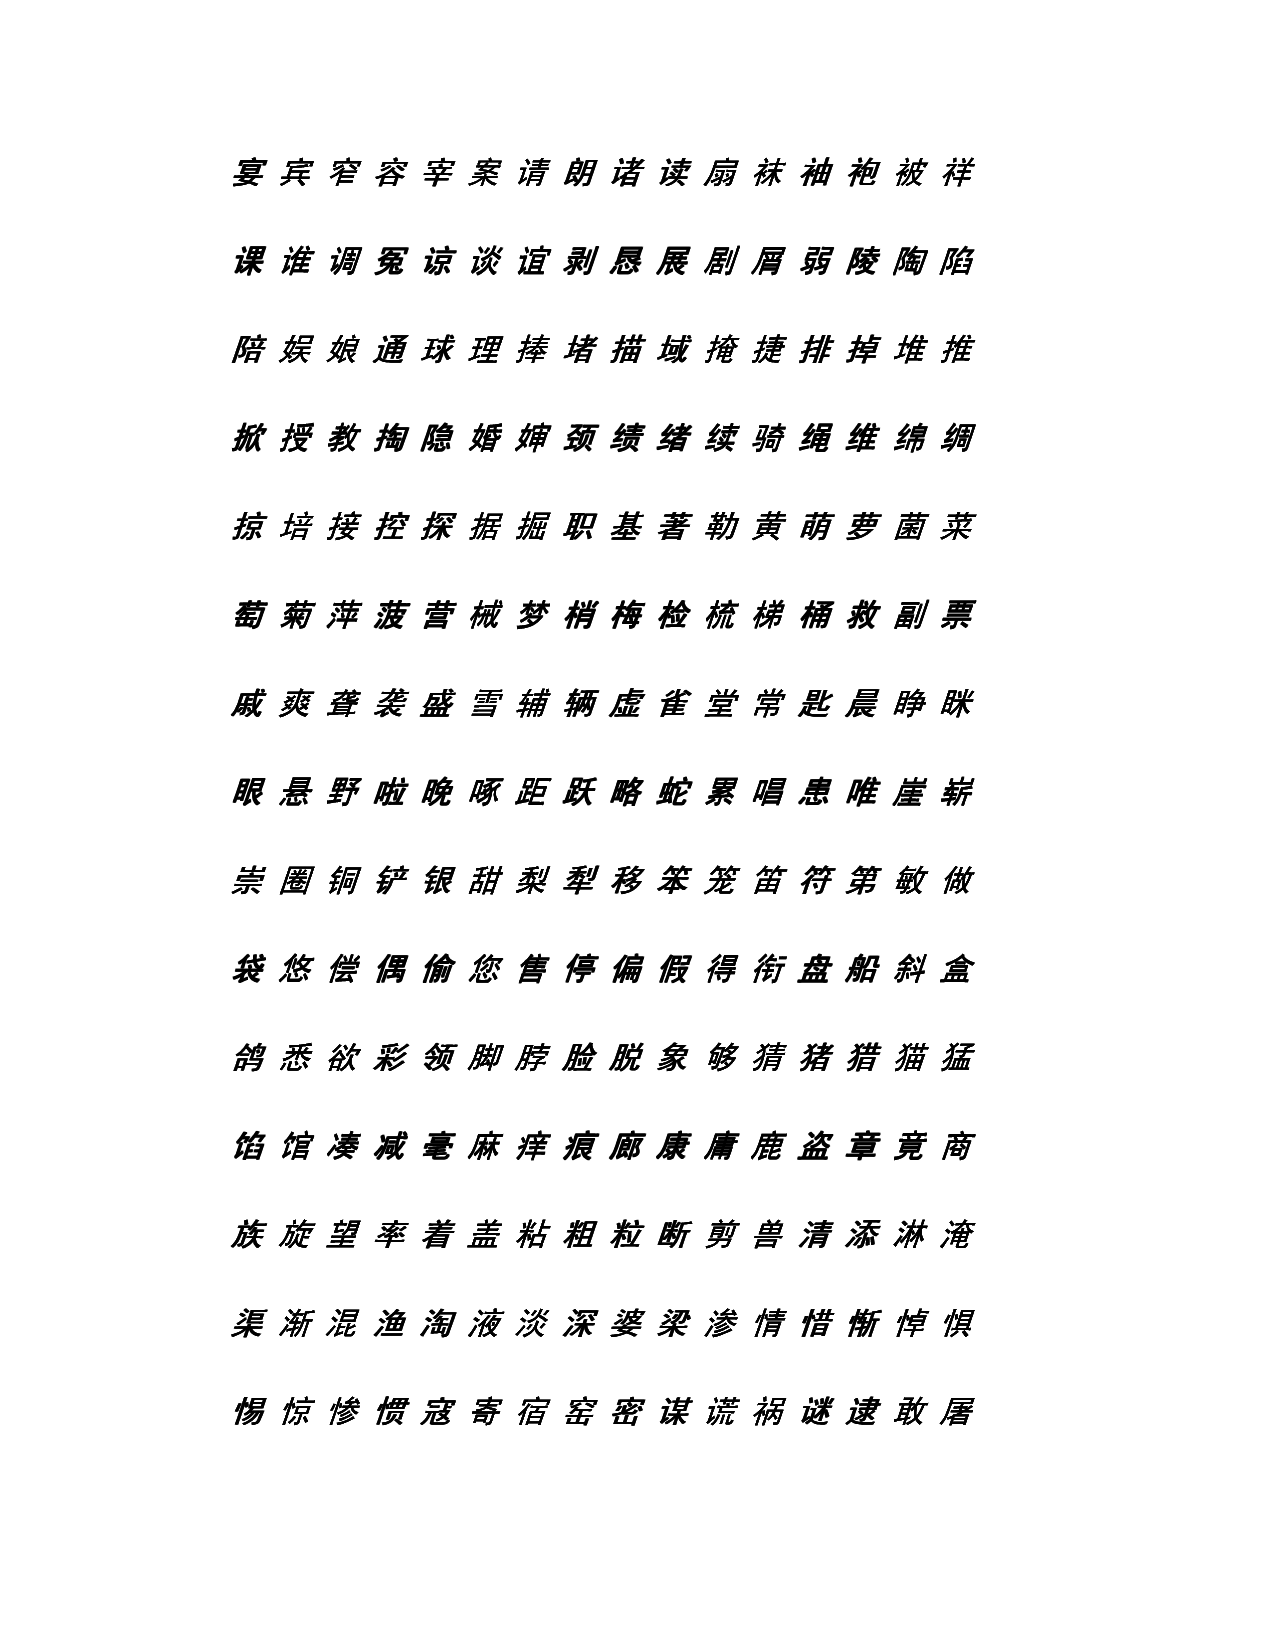 宴 宾 窄 容 宰 案 请 朗 诸 读 扇 袜 袖 袍 被 祥
课 谁 调 冤 谅 谈 谊 剥 恳 展 剧 屑 弱 陵 陶 陷
陪 娱 娘 通 球 理 捧 堵 描 域 掩 捷 排 掉 堆 推
掀 授 教 掏 隐 婚 婶 颈 绩 绪 续 骑 绳 维 绵 绸
掠 培 接 控 探 据 掘 职 基 著 勒 黄 萌 萝 菌 菜
萄 菊 萍 菠 营 械 梦 梢 梅 检 梳 梯 桶 救 副 票
戚 爽 聋 袭 盛 雪 辅 辆 虚 雀 堂 常 匙 晨 睁 眯
眼 悬 野 啦 晚 啄 距 跃 略 蛇 累 唱 患 唯 崖 崭
崇 圈 铜 铲 银 甜 梨 犁 移 笨 笼 笛 符 第 敏 做
袋 悠 偿 偶 偷 您 售 停 偏 假 得 衔 盘 船 斜 盒
鸽 悉 欲 彩 领 脚 脖 脸 脱 象 够 猜 猪 猎 猫 猛
馅 馆 凑 减 毫 麻 痒 痕 廊 康 庸 鹿 盗 章 竟 商
族 旋 望 率 着 盖 粘 粗 粒 断 剪 兽 清 添 淋 淹
渠 渐 混 渔 淘 液 淡 深 婆 梁 渗 情 惜 惭 悼 惧
惕 惊 惨 惯 寇 寄 宿 窑 密 谋 谎 祸 谜 逮 敢 屠